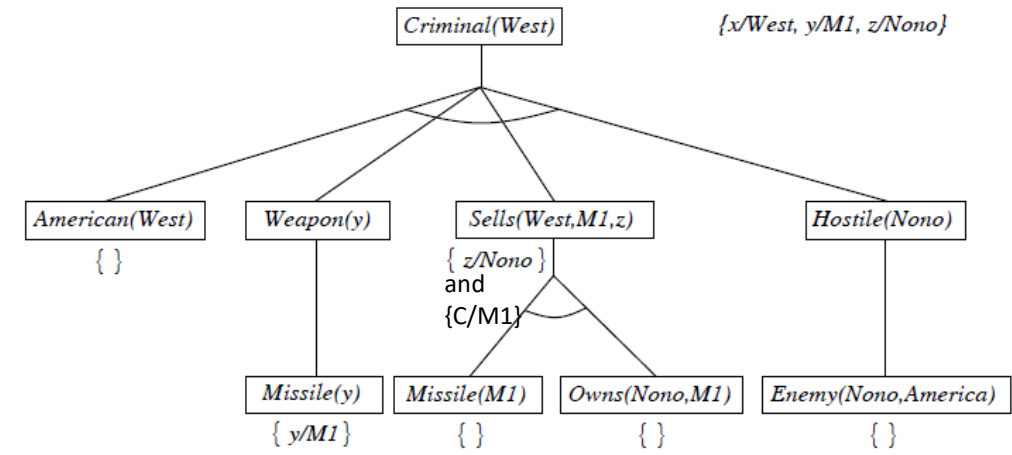 Criminal(West)
{x/West, y/M1, z/Nono}
American(West)
Weapon(y)
Sells(West,M1,z)
Hostile(Nono)
{ }
{ z/Nono }
and
{C/M1}
Missile(y)
Missile(M1)
Owns(Nono,M1)
Enemy(Nono,America)
{ y/M1 }
{ }
{ }
{ }